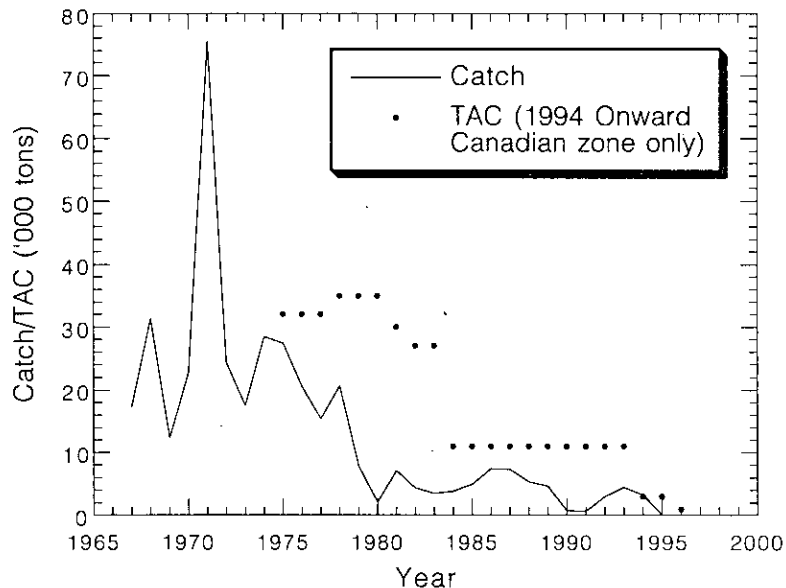 80
70
60
50
40
30
20
10
0
Catch/TAC ('000 tons)
Catch
TAC (1994 Onward
Canadian zone only)
1965 1970 1975 1980 1985 1990 1995 2000
Year